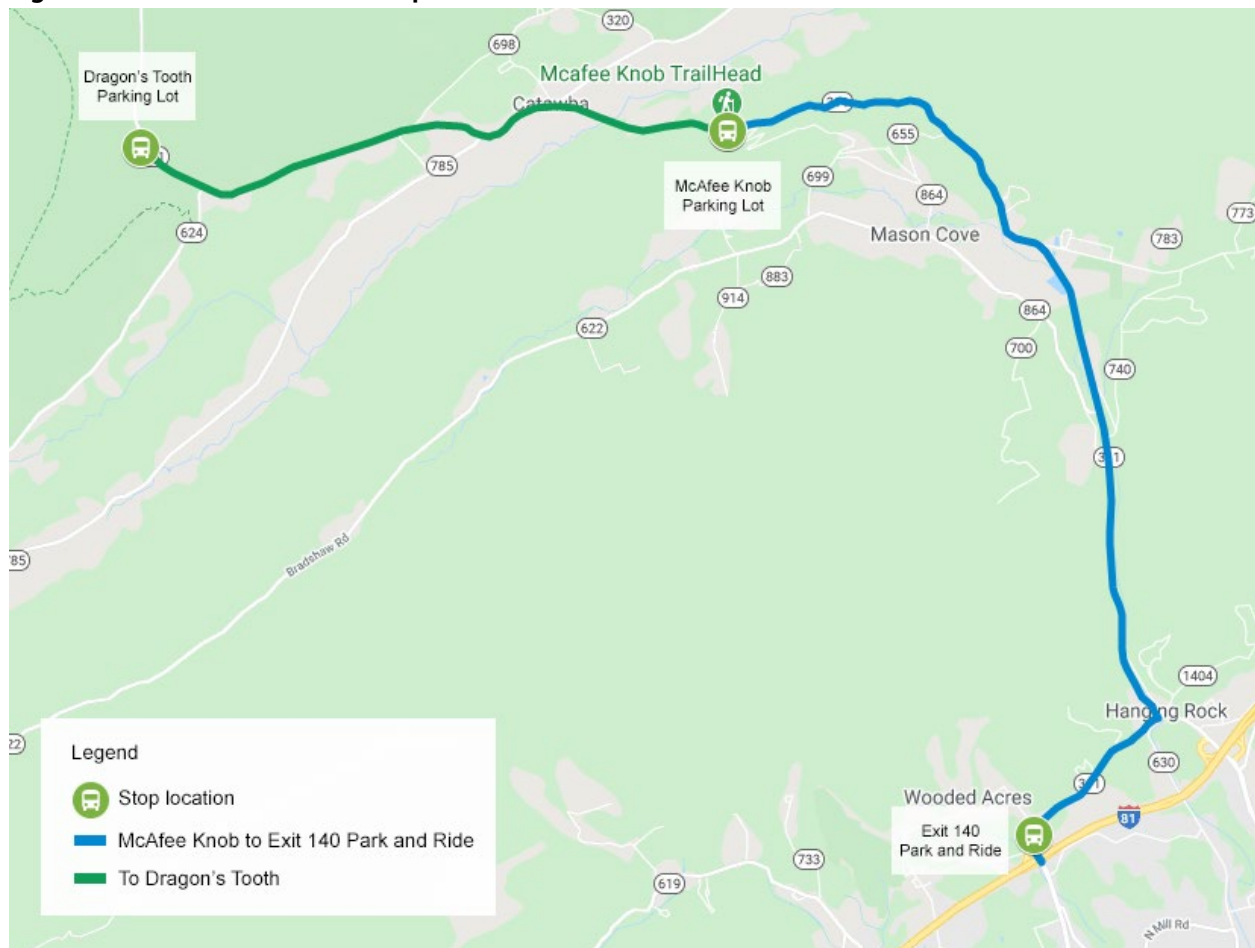 320
698
Dragon's Tooth
Parking Lot
Mcafee Knob TrailHead
Catawba
785
655
McAfee Knob
Parking Lot
699
864
773
624
Mason Cove
783
883
914
622
864
700
740
Bradshaw Rd
1404
Hanging Rock
630
Wooded Acres
81
Exit 140
Park and Ride
733
619
N Mill Rd
Legend
Stop location
McAfee Knob to Exit 140 Park and Ride
To Dragon's Tooth